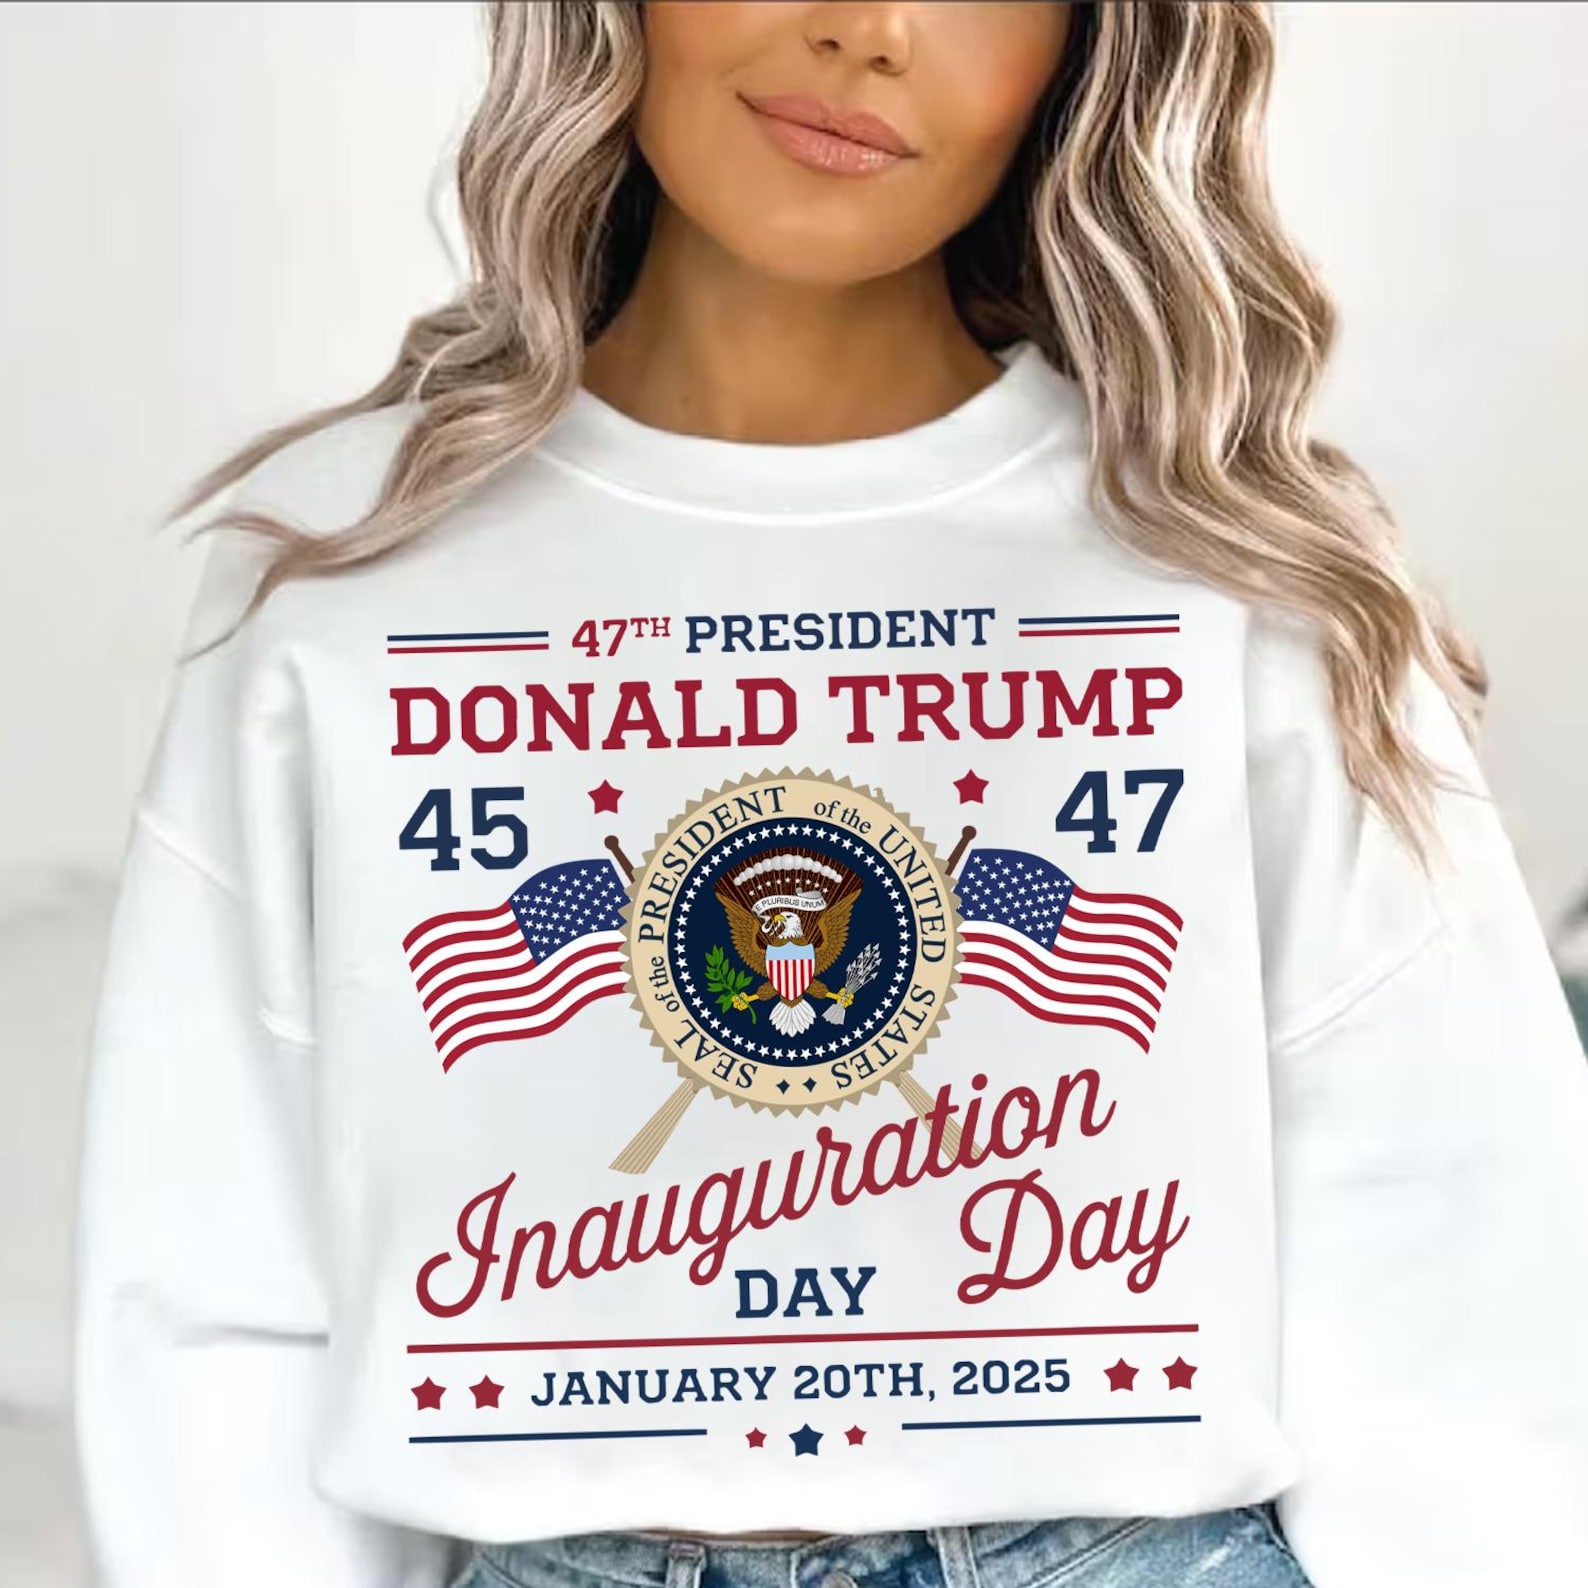 47TH PRESIDENT
DONALD TRUMP
45 47
SEAL of the PRESIDENT of the UNITED STATES
E PLURIBUS UNUM
Inauguration Day
DAY
JANUARY 20TH, 2025